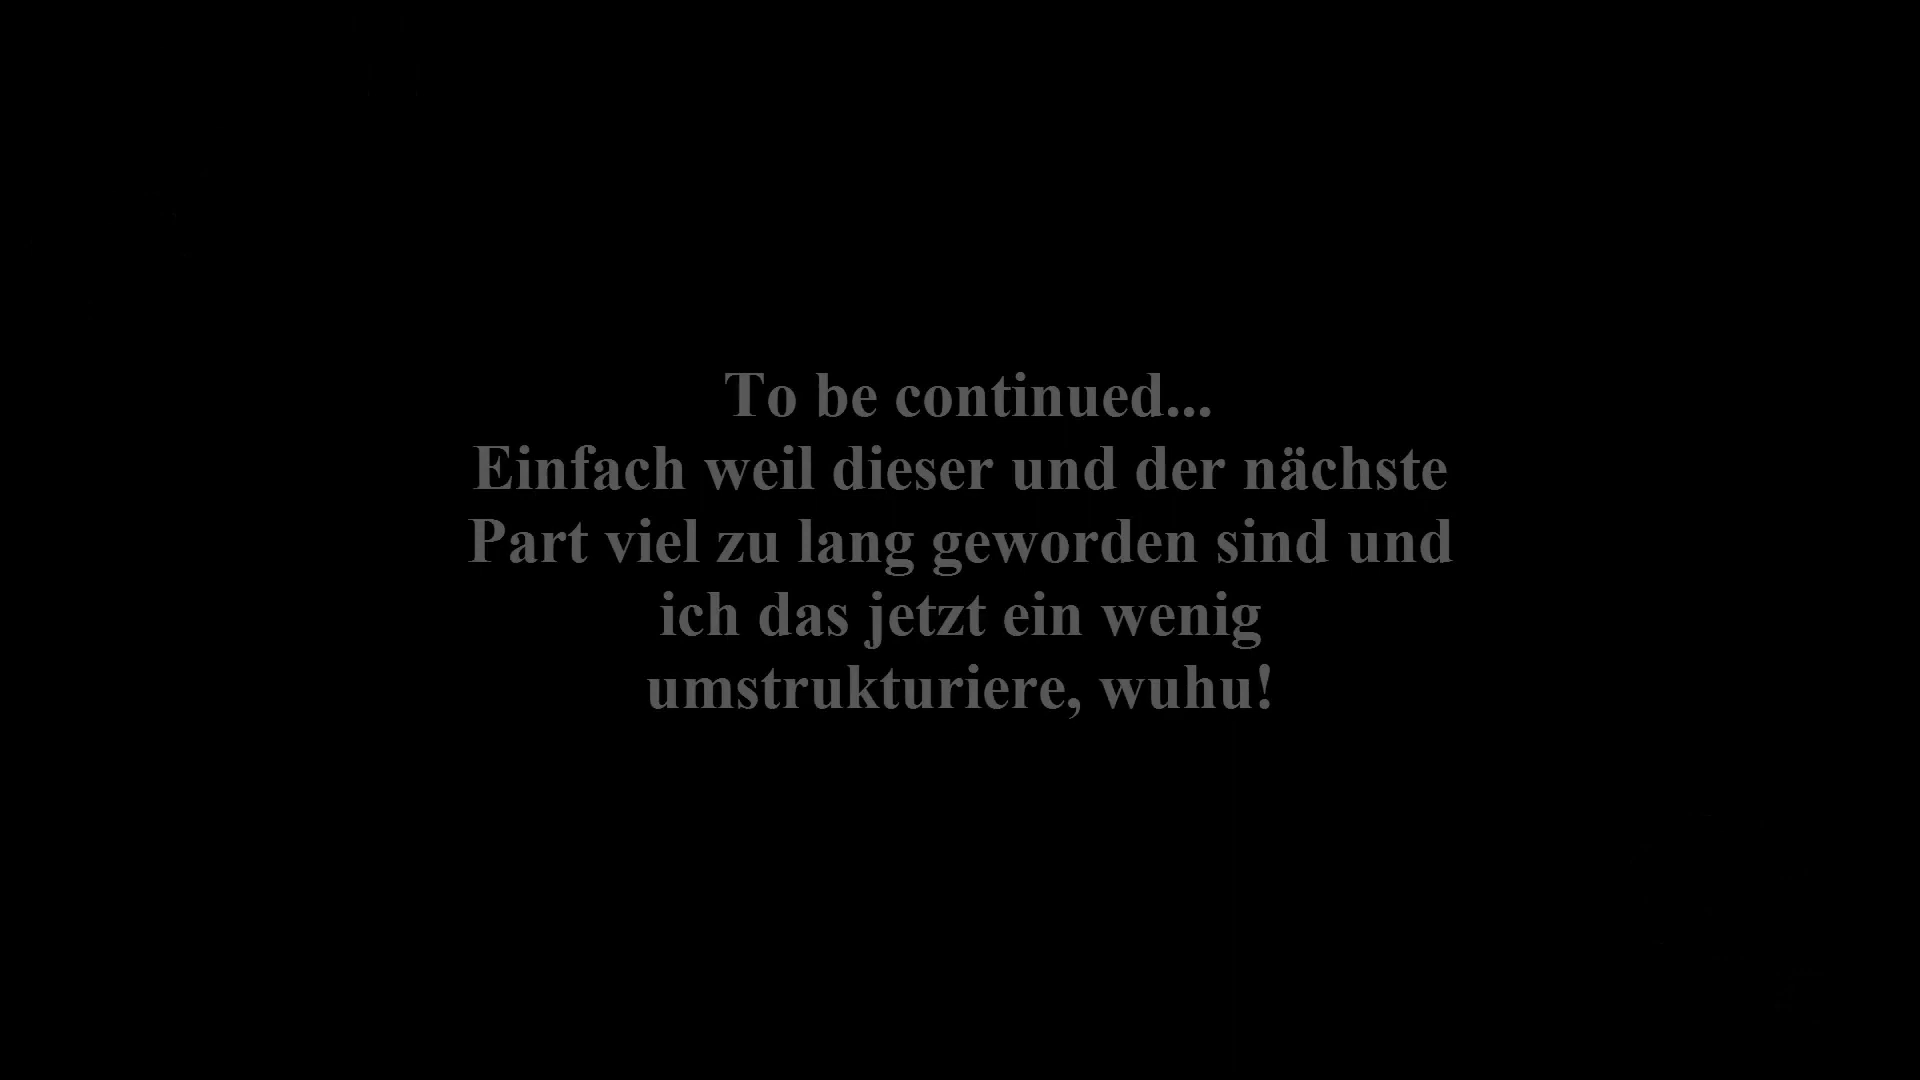 To be continued...
Einfach weil dieser und der nächste
Part viel zu lang geworden sind und
ich das jetzt ein wenig
umstrukturiere, wuhu!